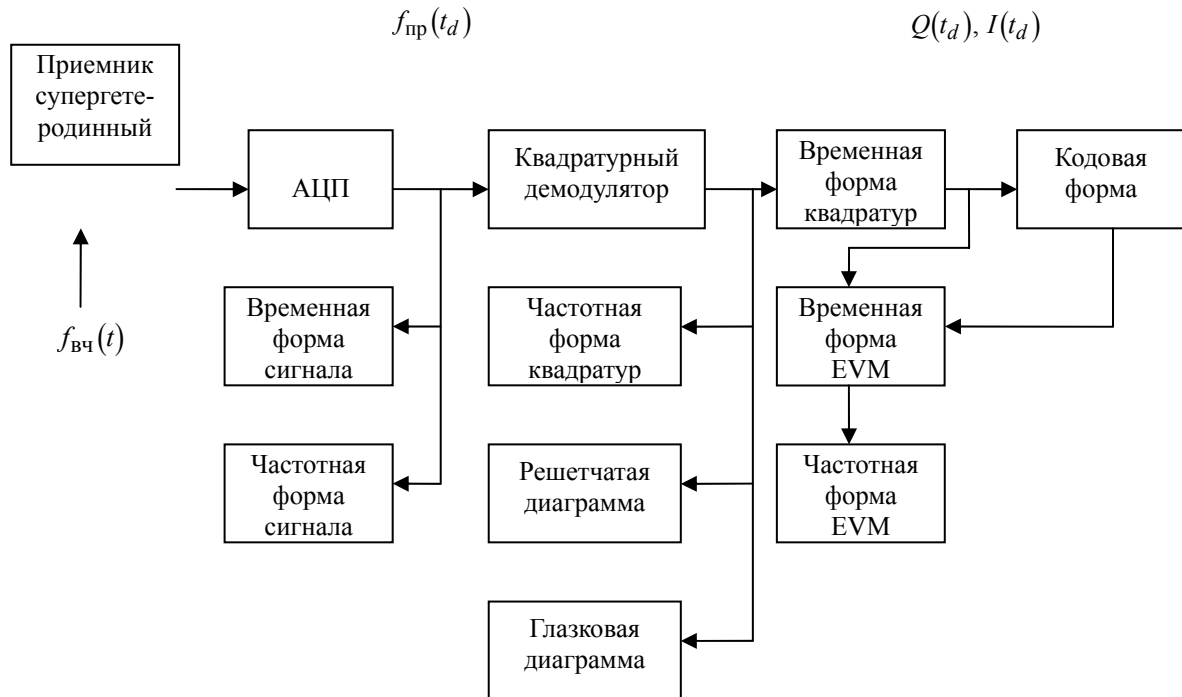 f_пр(t_d)
Q(t_d), I(t_d)
Приемник
супергете-
родинный
АЦП
Квадратурный
демодулятор
Временная
форма
квадратур
Кодовая
форма
f_вч(t)
Временная
форма
сигнала
Частотная
форма
квадратур
Временная
форма
EVM
Частотная
форма
сигнала
Решетчатая
диаграмма
Частотная
форма
EVM
Глазковая
диаграмма